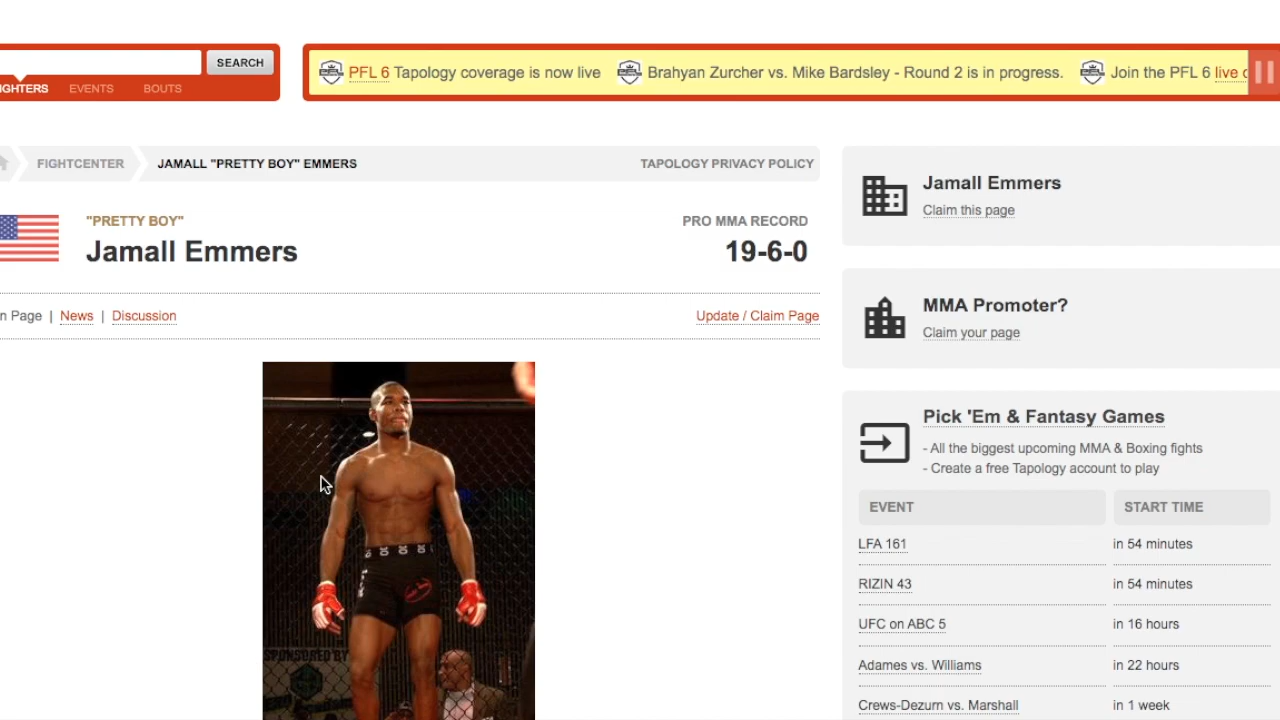 SEARCH
PFL 6 Tapology coverage is now live Brahyan Zurcher vs. Mike Bardsley - Round 2 is in progress. Join the PFL 6 live
EVENTS BOUTS
FIGHTCENTER JAMALL "PRETTY BOY" EMMERS TAPOLOGY PRIVACY POLICY
"PRETTY BOY" PRO MMA RECORD
Jamall Emmers 19-6-0
Page | News | Discussion Update / Claim Page
Jamall Emmers
Claim this page
MMA Promoter?
Claim your page
Pick 'Em & Fantasy Games
- All the biggest upcoming MMA & Boxing fights
- Create a free Tapology account to play
EVENT START TIME
LFA 161 in 54 minutes
RIZIN 43 in 54 minutes
UFC on ABC 5 in 16 hours
Adames vs. Williams in 22 hours
Crews-Dezurn vs. Marshall in 1 week
SPONSORED BY